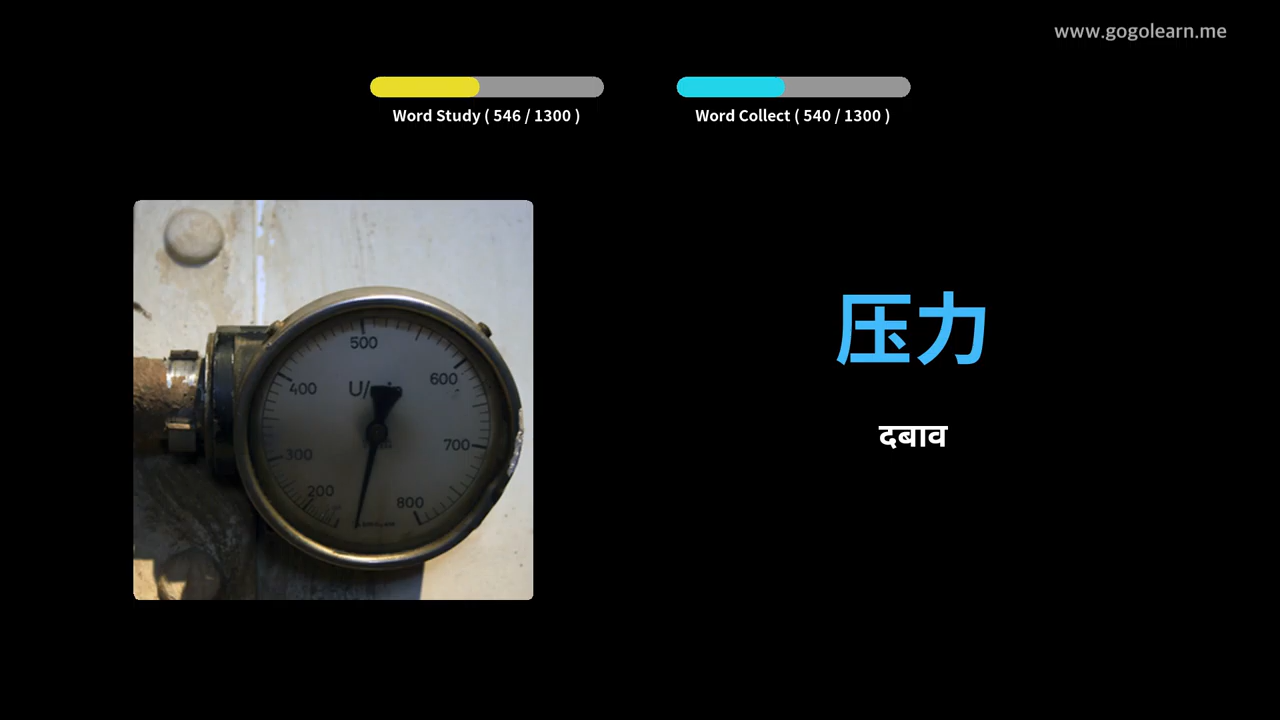 www.gogolearn.me
Word Study ( 546 / 1300 )
Word Collect ( 540 / 1300 )
500
400
600
300
700
200
800
压力
दबाव